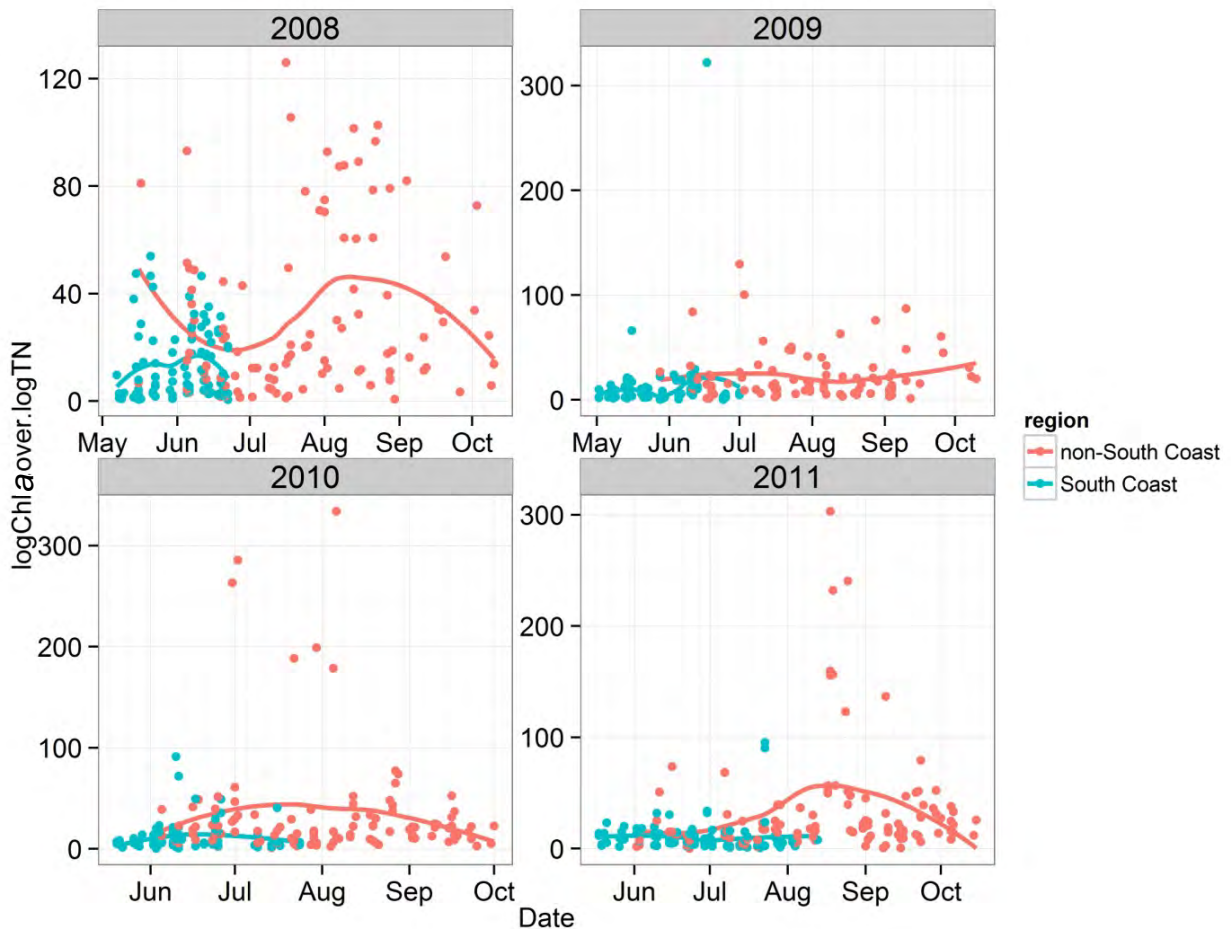 2008
2009
120
80
40
0
300
200
100
0
May Jun Jul Aug Sep Oct
May Jun Jul Aug Sep Oct
2010
2011
300
200
100
0
300
200
100
0
Jun Jul Aug Sep Oct
Jun Jul Aug Sep Oct
logChlaover.logTN
Date
region
non-South Coast
South Coast